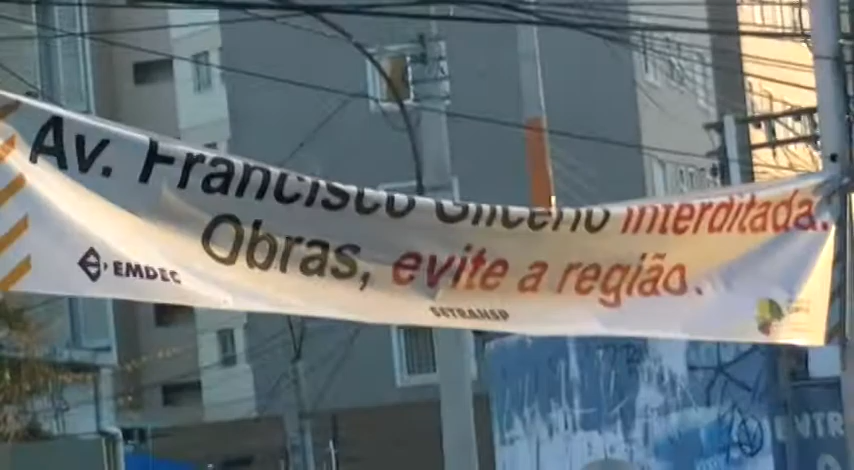 Av. Francisco Glicério interditada.
Obras, evite a região.
EMDEC
SETRANSP